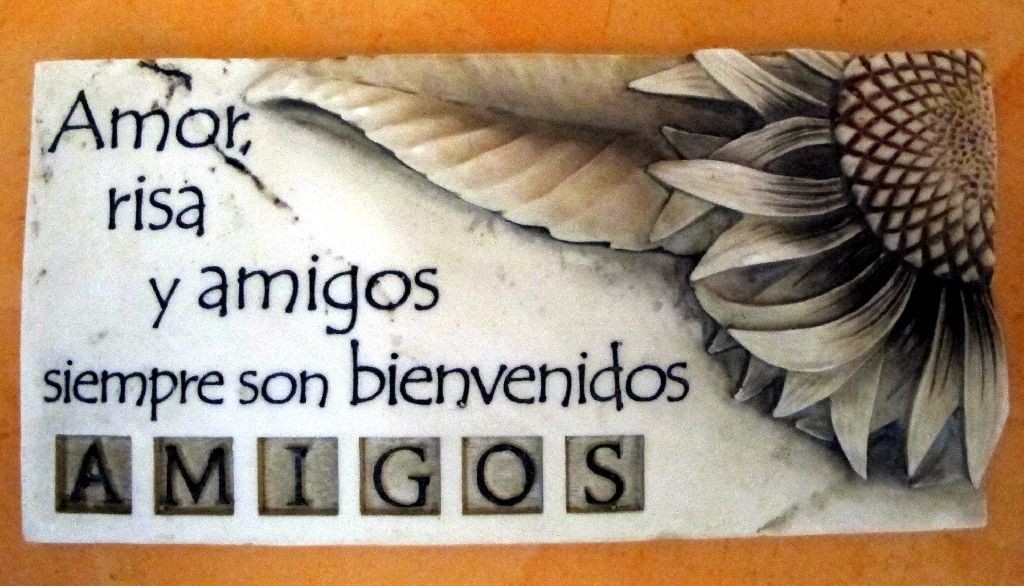 Amor,
risa
y amigos
siempre son bienvenidos
AMIGOS